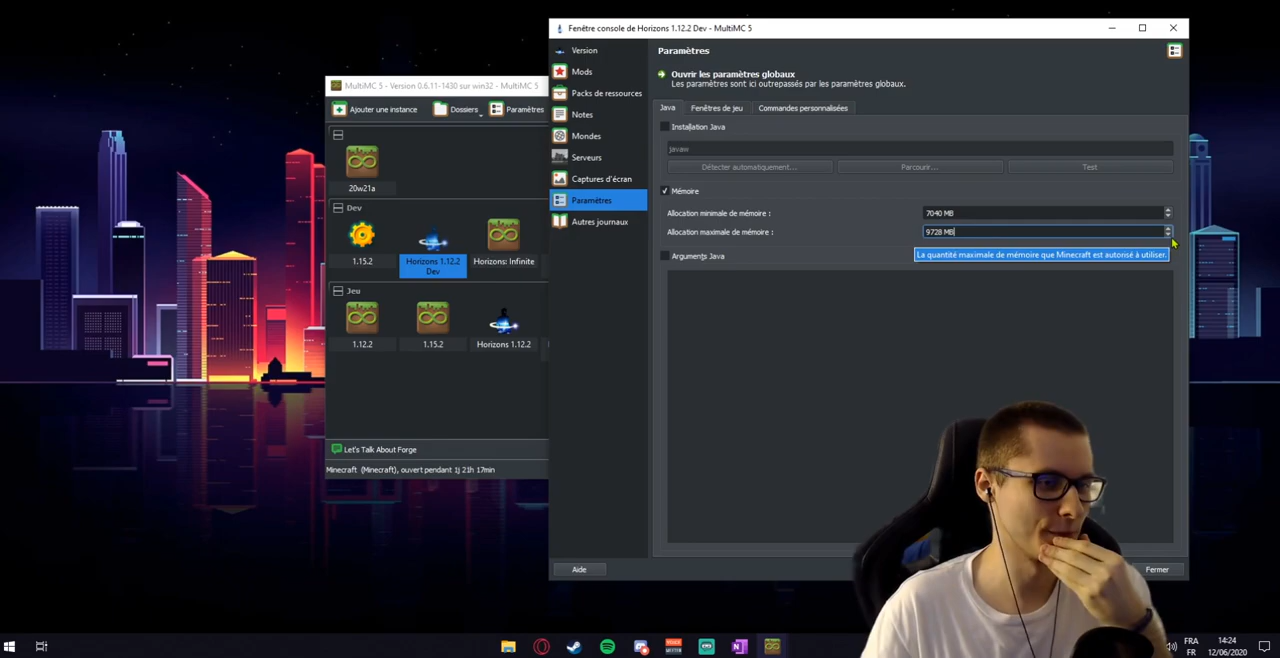 Fenêtre console de Horizons 1.12.2 Dev - MultiMC 5
Version
Mods
Packs de ressources
Notes
Mondes
Serveurs
Captures d'écran
Paramètres
Autres journaux
Paramètres
Ouvrir les paramètres globaux
Les paramètres sont ici outrepassés par les paramètres globaux.
Java
Fenêtres de jeu
Commandes personnalisées
Installation Java
javaw
Détecter automatiquement...
Parcourir...
Test
Mémoire
Allocation minimale de mémoire :
7040 MB
Allocation maximale de mémoire :
9728 MB
La quantité maximale de mémoire que Minecraft est autorisé à utiliser.
Arguments Java
Aide
Fermer
MultiMC 5 - Version 0.6.11-1430 sur win32 - MultiMC 5
Ajouter une instance
Dossiers
Paramètres
20w21a
Dev
1.15.2
Horizons 1.12.2
Dev
Horizons: Infinite
Jeu
1.12.2
1.15.2
Horizons 1.12.2
Let's Talk About Forge
Minecraft (Minecraft), ouvert pendant 1j 21h 17min
FRA
FR
14:24
12/06/2020